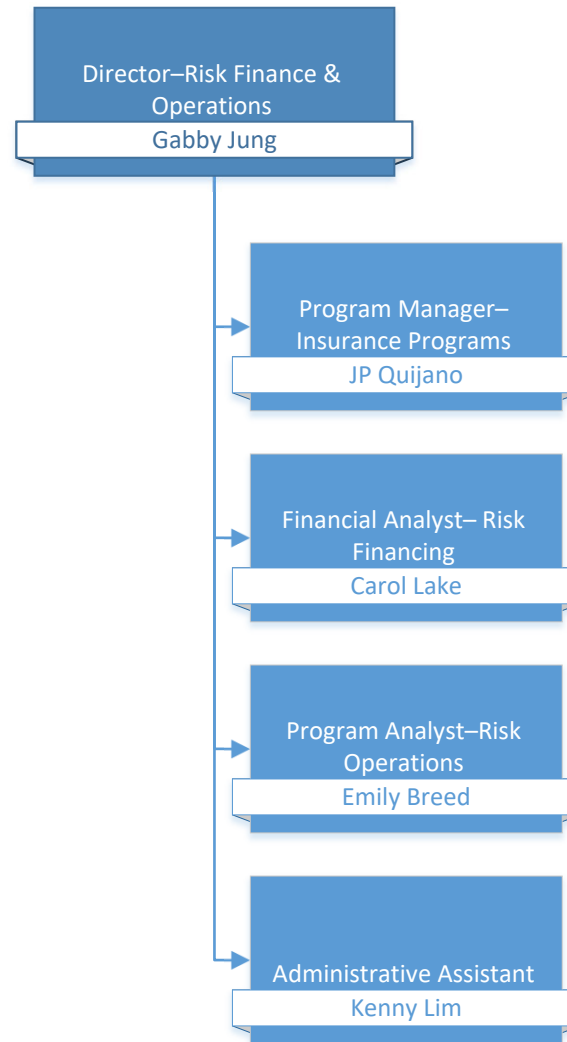 Director–Risk Finance &
Operations
Gabby Jung
Program Manager–
Insurance Programs
JP Quijano
Financial Analyst– Risk
Financing
Carol Lake
Program Analyst–Risk
Operations
Emily Breed
Administrative Assistant
Kenny Lim